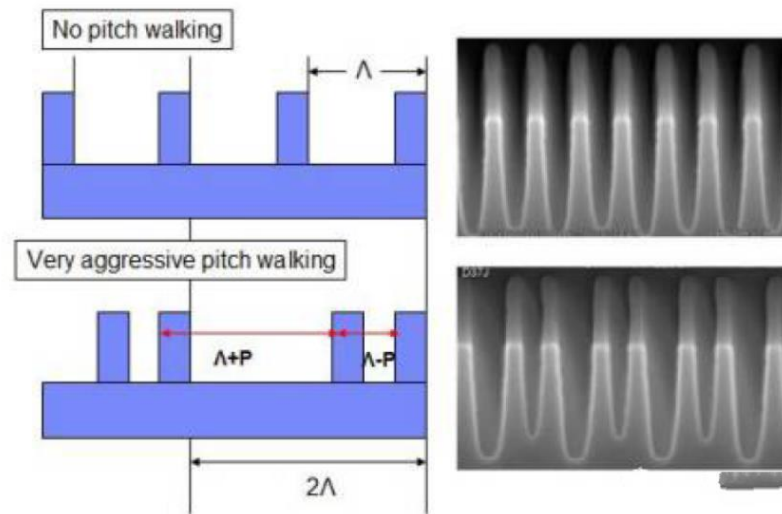 No pitch walking
Λ
Very aggressive pitch walking
Λ+P
Λ-P
2Λ